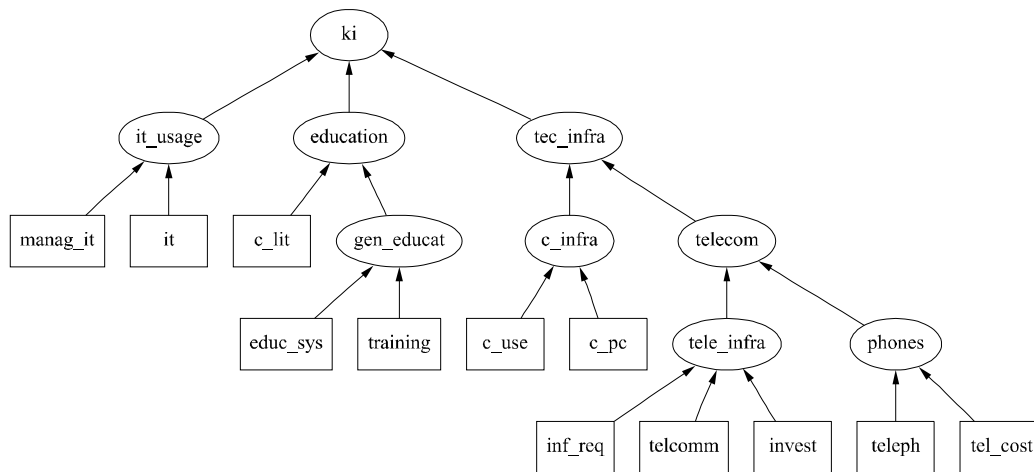 ki
it_usage education tec_infra
manag_it it c_lit gen_educat c_infra telecom
educ_sys training c_use c_pc tele_infra phones
inf_req telcomm invest teleph tel_cost